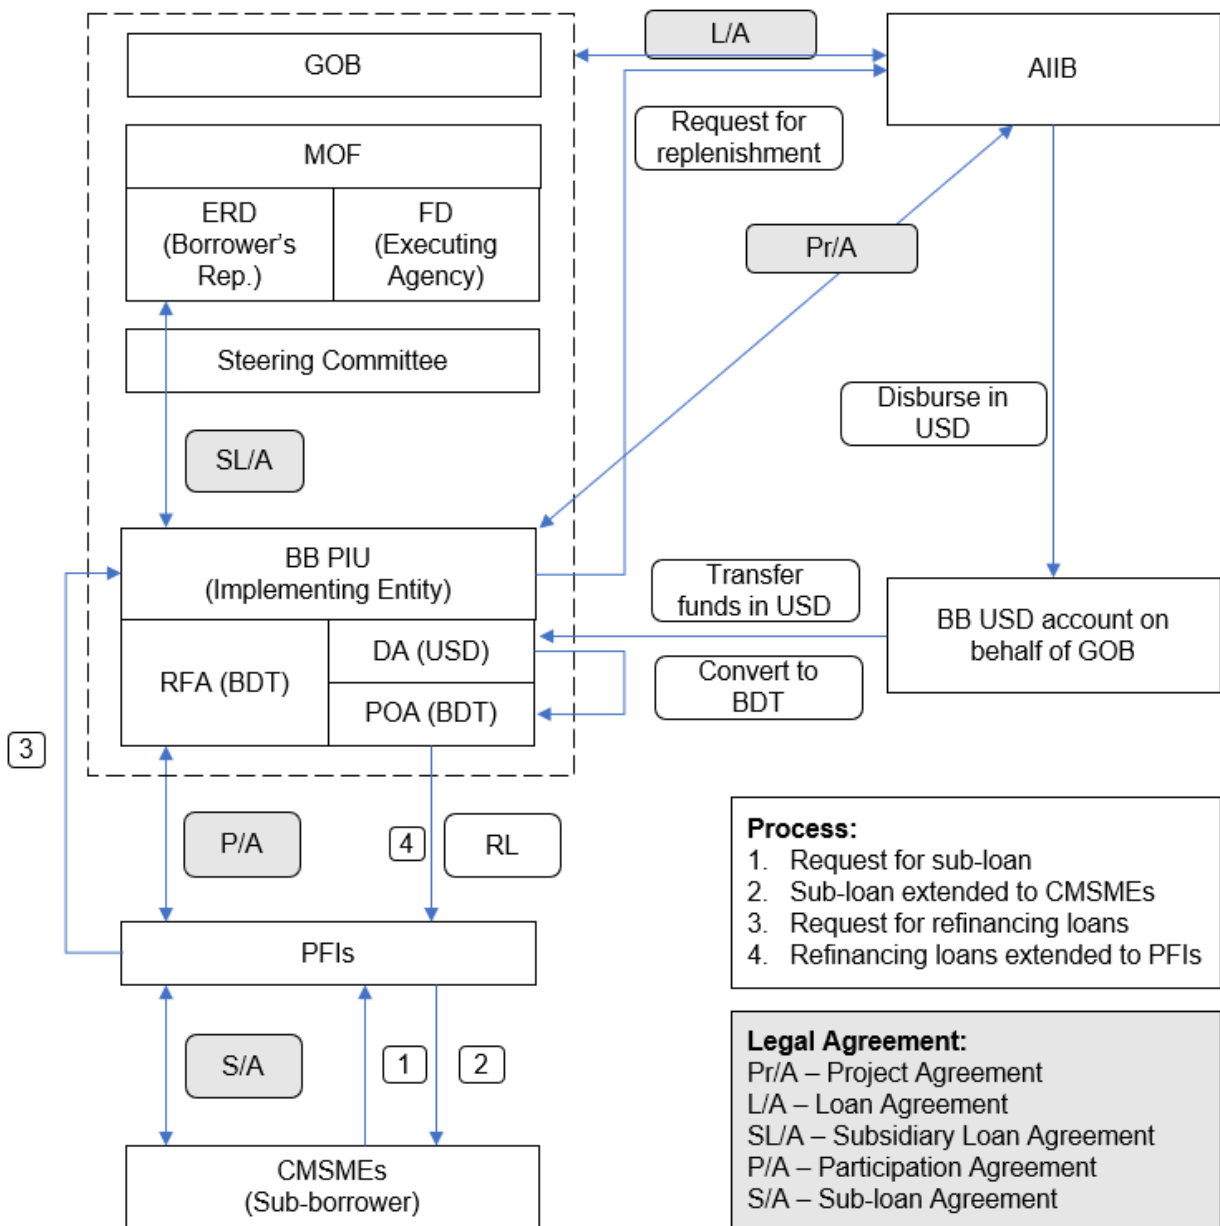 GOB
L/A
AIIB
MOF
Request for
replenishment
ERD
(Borrower’s
Rep.)
FD
(Executing
Agency)
Pr/A
Steering Committee
Disburse in
USD
SL/A
BB PIU
(Implementing Entity)
Transfer
funds in USD
BB USD account on
behalf of GOB
RFA (BDT)
DA (USD)
POA (BDT)
Convert to
BDT
3
P/A
4
RL
PFIs
S/A
1
2
CMSMEs
(Sub-borrower)
Process:
1. Request for sub-loan
2. Sub-loan extended to CMSMEs
3. Request for refinancing loans
4. Refinancing loans extended to PFIs
Legal Agreement:
Pr/A – Project Agreement
L/A – Loan Agreement
SL/A – Subsidiary Loan Agreement
P/A – Participation Agreement
S/A – Sub-loan Agreement